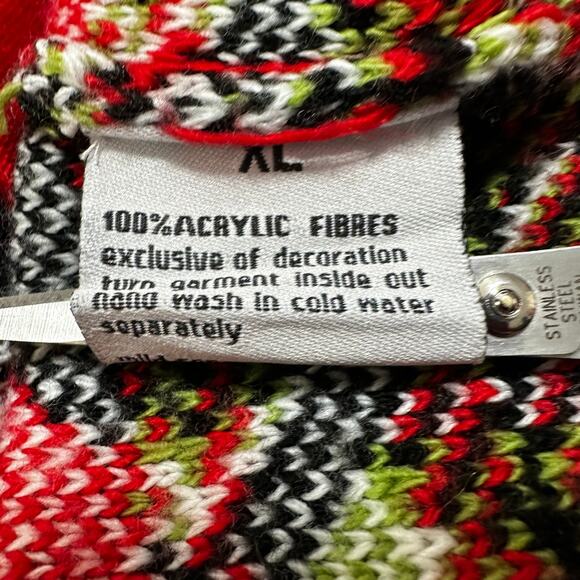 XL
100%ACRYLIC FIBRES
exclusive of decoration
turn garment inside out
hand wash in cold water
separately
mild
STAINLESS
STEEL